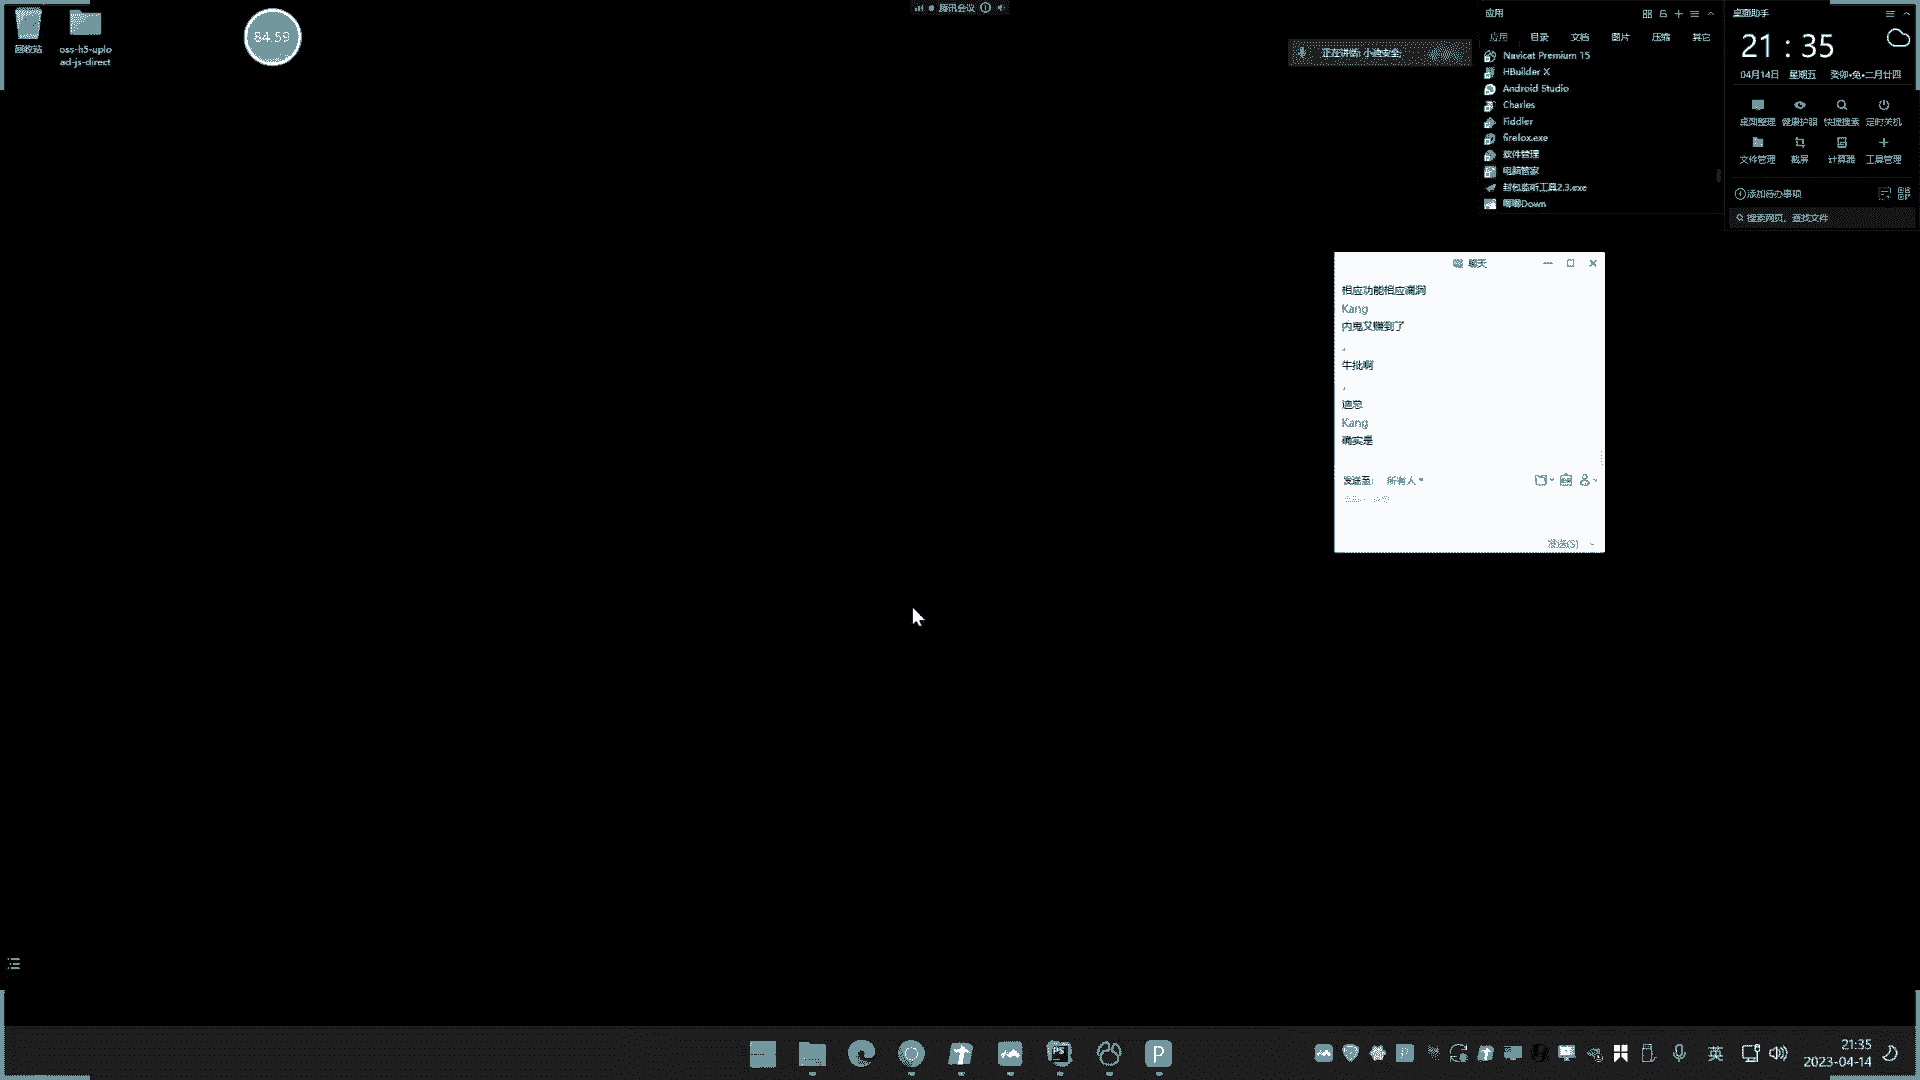 回收站
oss-h5-uplo
ad-js-direct
84.59
腾讯会议
正在讲话: 小迪安全;
应用
应用 目录 文档 图片 压缩 其它
Navicat Premium 15
HBuilder X
Android Studio
Charles
Fiddler
firefox.exe
软件管理
电脑管家
封包监听工具2.3.exe
唧唧Down
桌面助手
21 : 35
04月14日 星期五 癸卯•兔•二月廿四
桌面整理 健康护眼 快捷搜索 定时关机
文件管理 截屏 计算器 工具管理
添加待办事项
搜索网页、查找文件
聊天
相应功能相应漏洞
Kang
内鬼又赚到了
,
牛批啊
,
迪总
Kang
确实是
发送至: 所有人
发送(S)
PS
P
英
21:35
2023-04-14